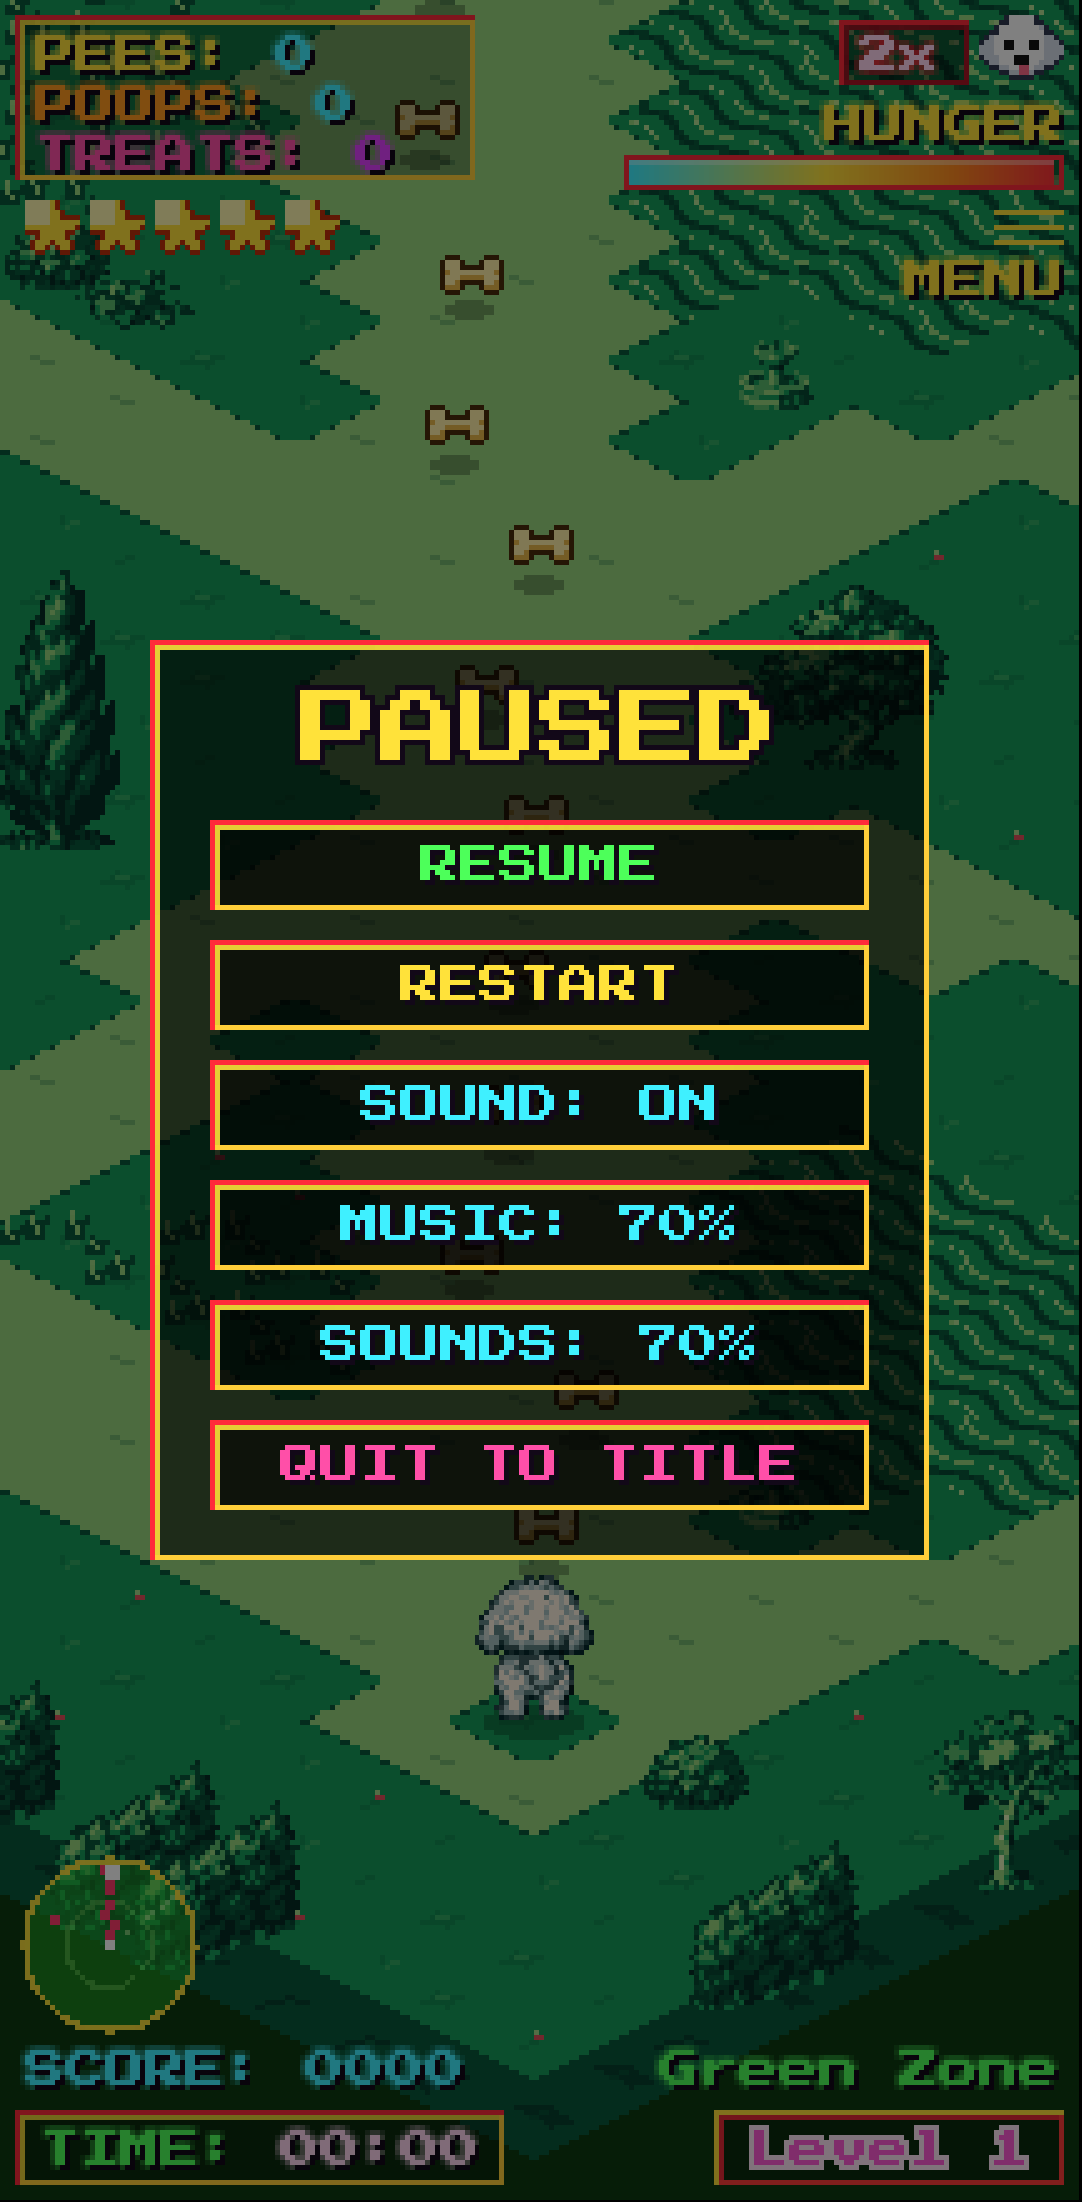 PEES: 0
2x
POOPS: 0
HUNGER
TREATS: 0
MENU
PAUSED
RESUME
RESTART
SOUND: ON
MUSIC: 70%
SOUNDS: 70%
QUIT TO TITLE
SCORE: 0000
Green Zone
TIME: 00:00
Level 1